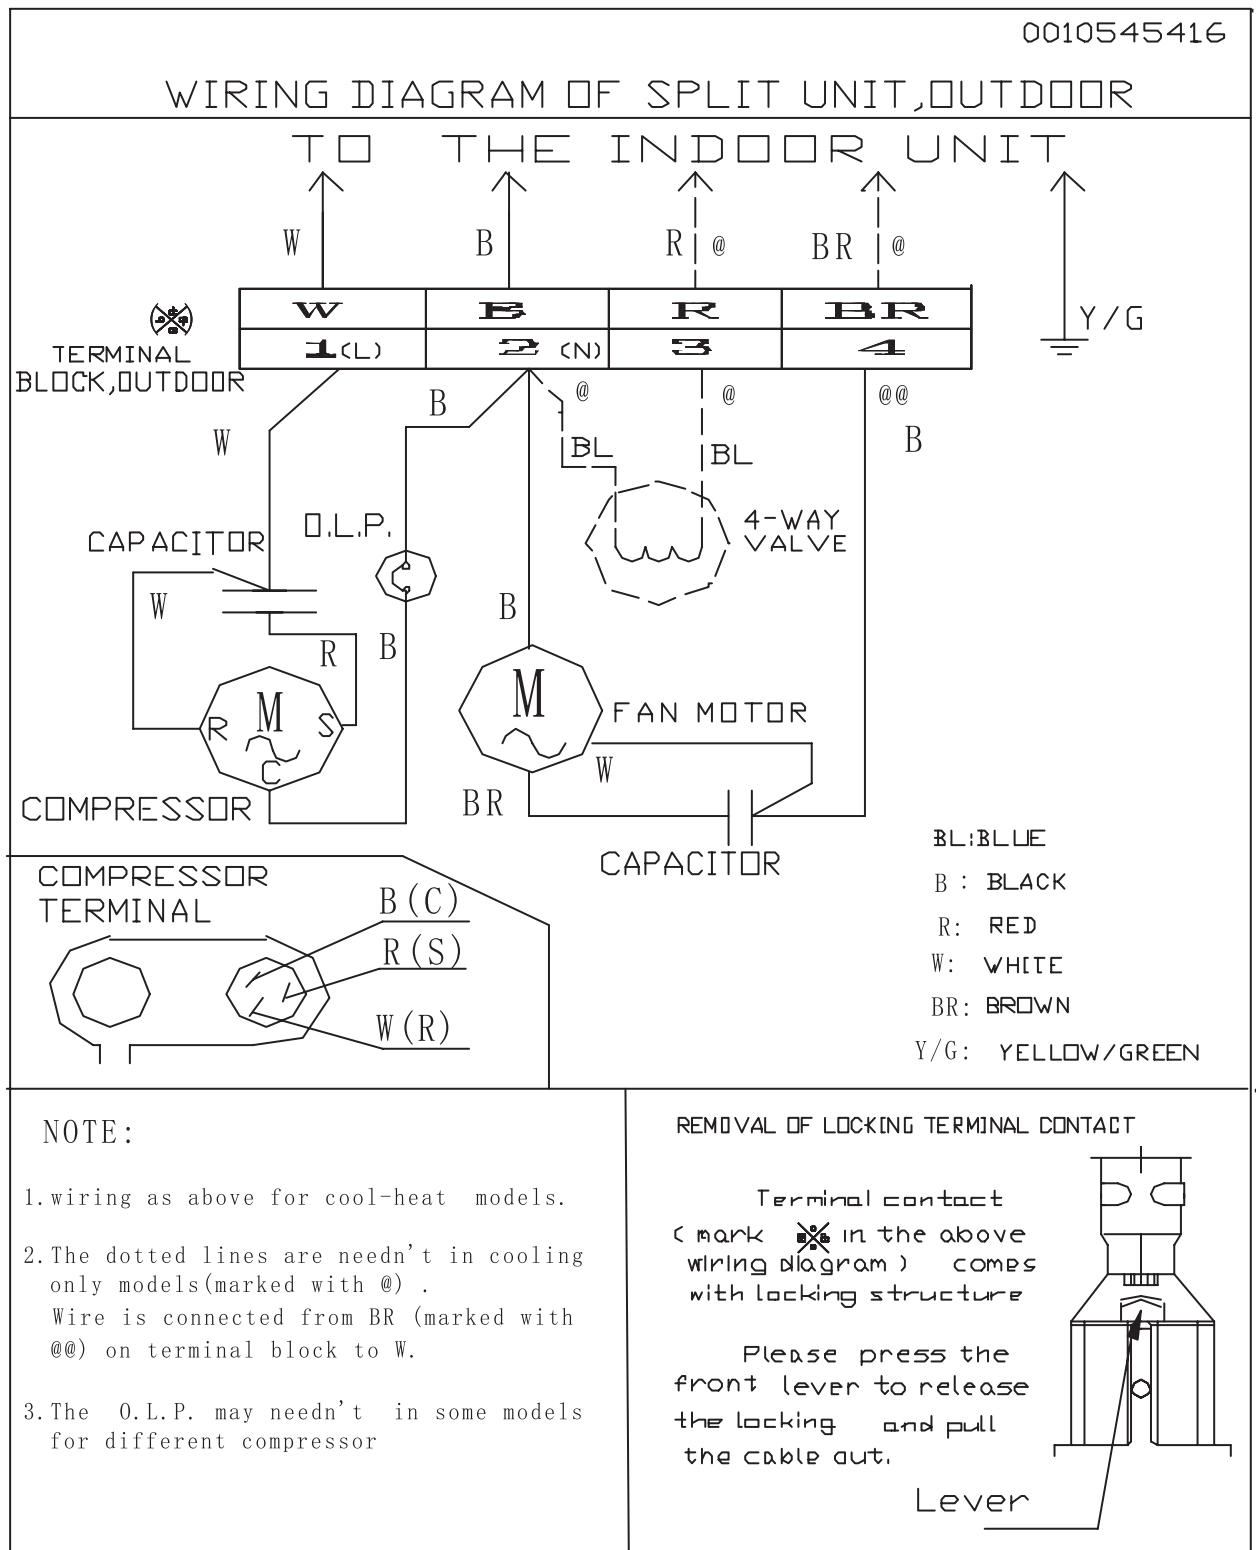 0010545416
WIRING DIAGRAM OF SPLIT UNIT,OUTDOOR
TO THE INDOOR UNIT
W B R @ BR @
Y/G
W B R BR
1(L) 2 (N) 3 4
TERMINAL
BLOCK,OUTDOOR
B @ @ @@
W BL BL B
O.L.P.
4-WAY
VALVE
CAPACITOR
W B
R B
M M
FAN MOTOR
R S
C
W
COMPRESSOR
BR
CAPACITOR
BL:BLUE
B : BLACK
R: RED
W: WHITE
BR: BROWN
Y/G: YELLOW/GREEN
COMPRESSOR
TERMINAL
B(C)
R(S)
W(R)
NOTE:
1.wiring as above for cool-heat models.
2.The dotted lines are needn't in cooling
only models(marked with @) .
Wire is connected from BR (marked with
@@) on terminal block to W.
3.The O.L.P. may needn't in some models
for different compressor
REMOVAL OF LOCKING TERMINAL CONTACT
Terminal contact
( mark in the above
wiring diagram ) comes
with locking structure
Please press the
front lever to release
the locking and pull
the cable out.
Lever